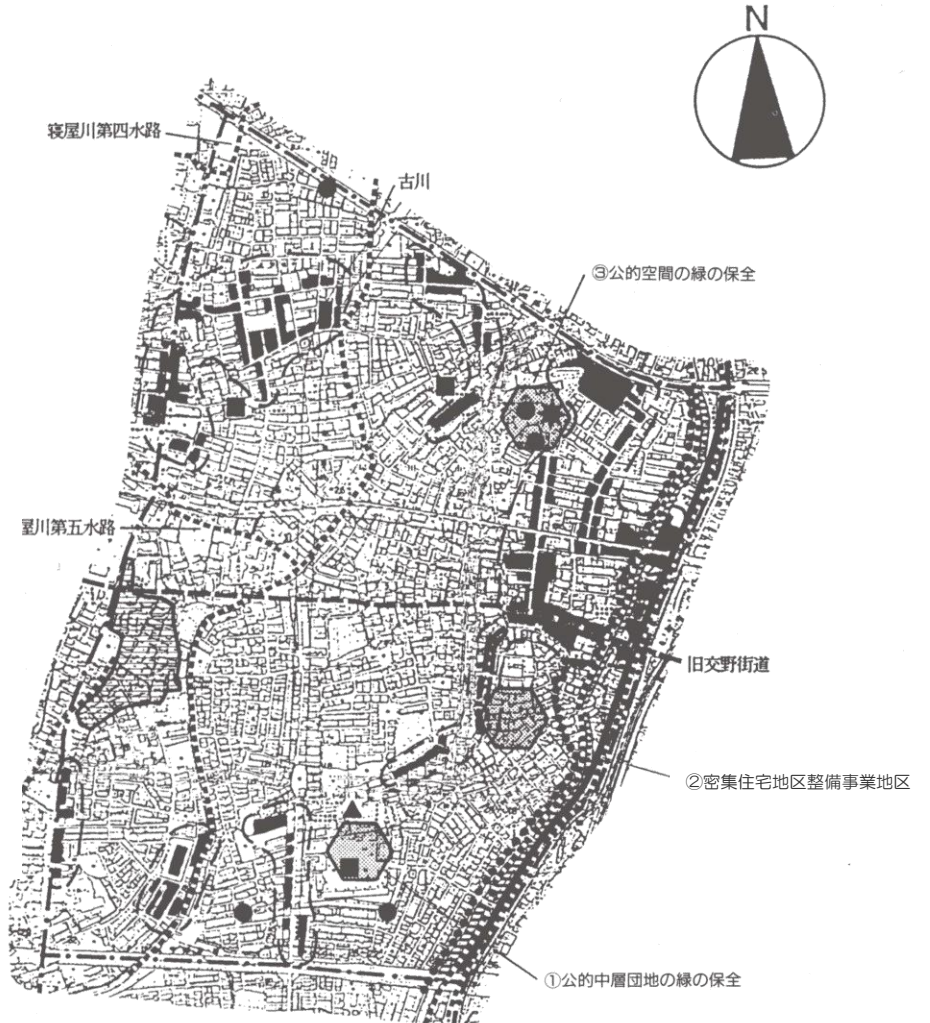 N
寝屋川第四水路
古川
③公的空間の緑の保全
屋川第五水路
旧交野街道
②密集住宅地区整備事業地区
①公的中層団地の緑の保全